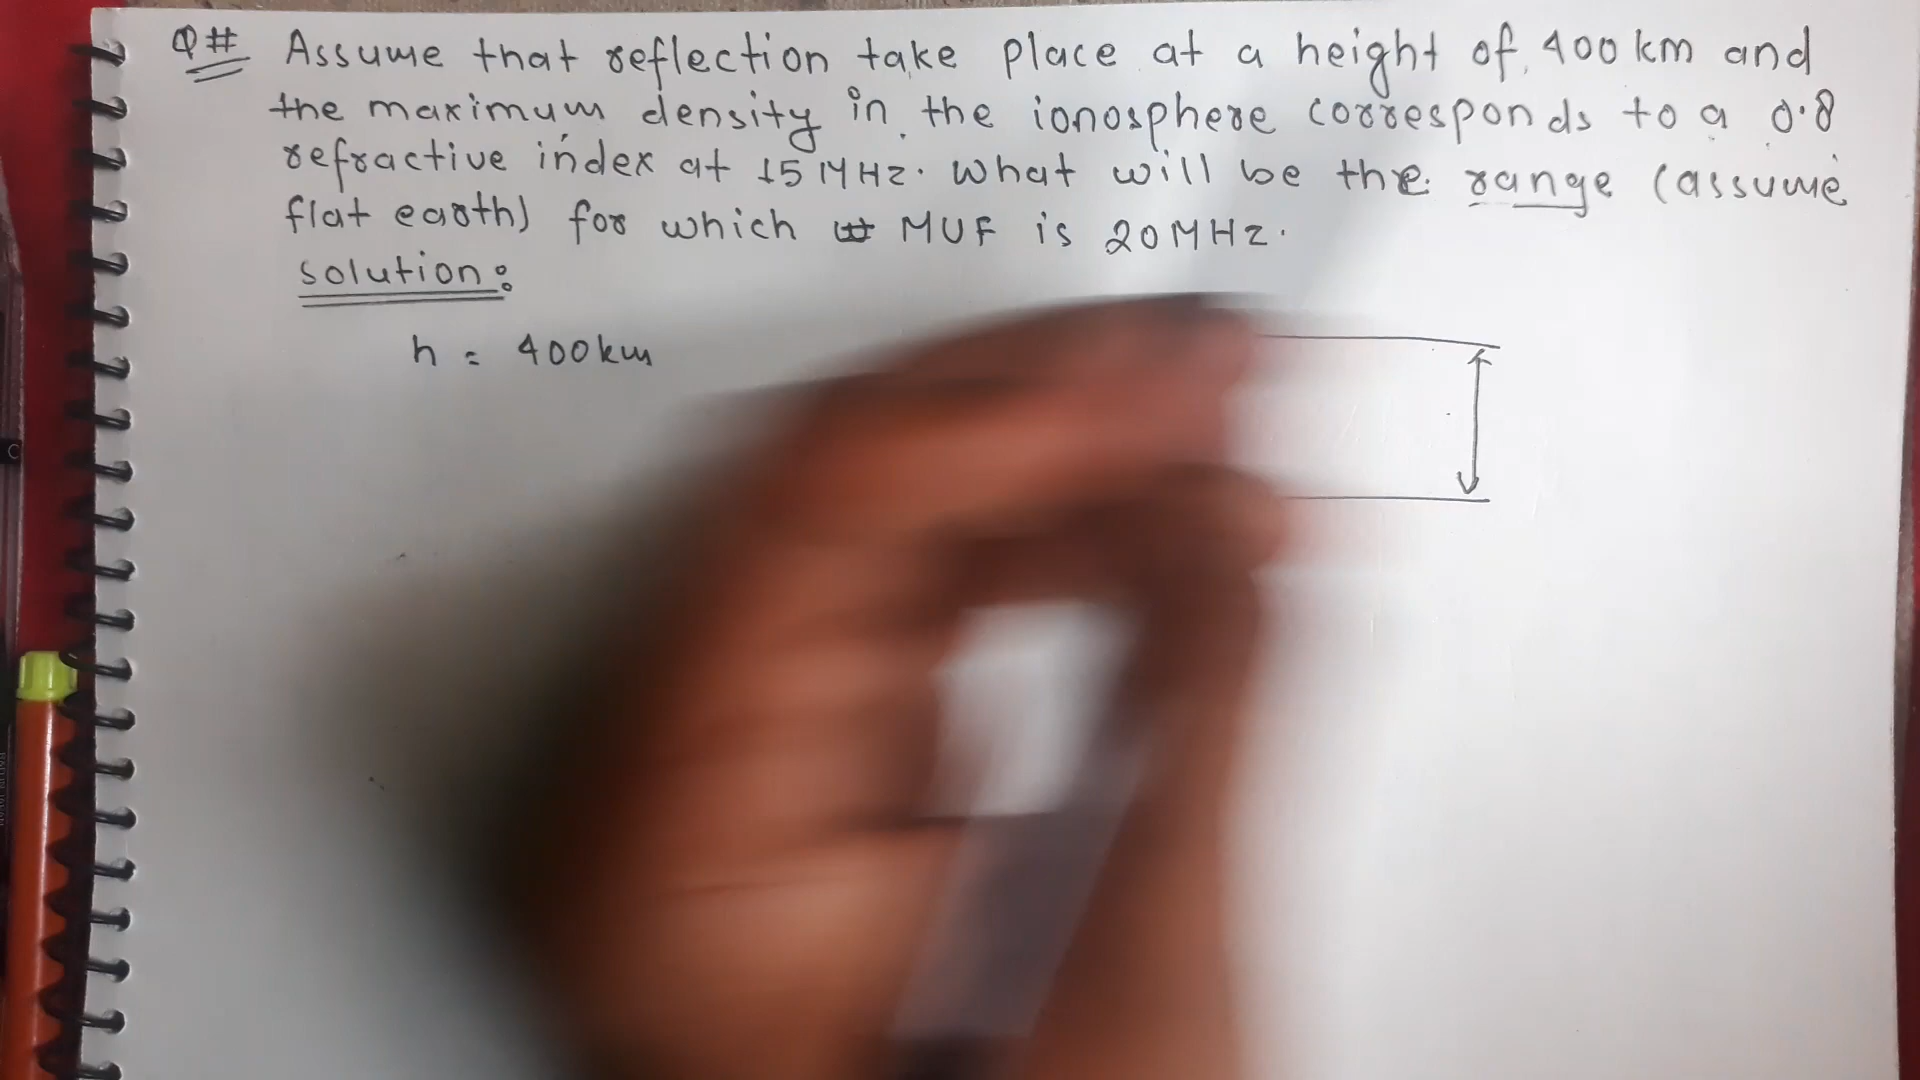 Q# Assume that reflection take place at a height of 400 km and
the maximum density in the ionosphere corresponds to a 0.8
refractive index at 15 MHz. What will be the range (assume
flat earth) for which MUF is 20 MHz.
solution:
h = 400 km